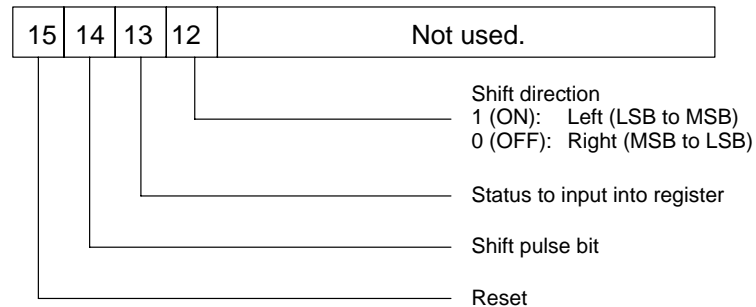 15 14 13 12 Not used.
Shift direction
1 (ON): Left (LSB to MSB)
0 (OFF): Right (MSB to LSB)
Status to input into register
Shift pulse bit
Reset